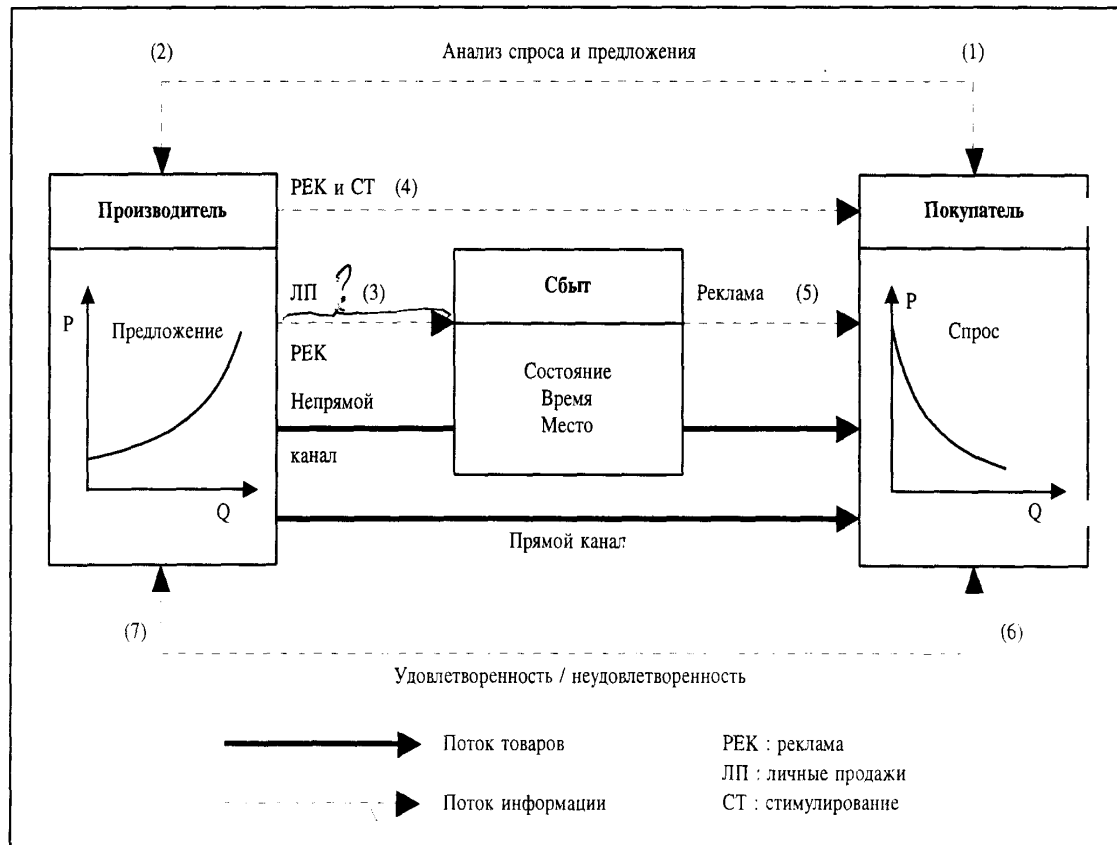 (2) Анализ спроса и предложения (1)
РЕК и СТ (4)
Производитель
Покупатель
ЛП ? (3)
Сбыт
Реклама (5)
P
Предложение
P
Спрос
РЕК
Состояние
Время
Место
Непрямой
канал
Q
Q
Прямой канал
(7)
(6)
Удовлетворенность / неудовлетворенность
Поток товаров
РЕК : реклама
ЛП : личные продажи
Поток информации
СТ : стимулирование